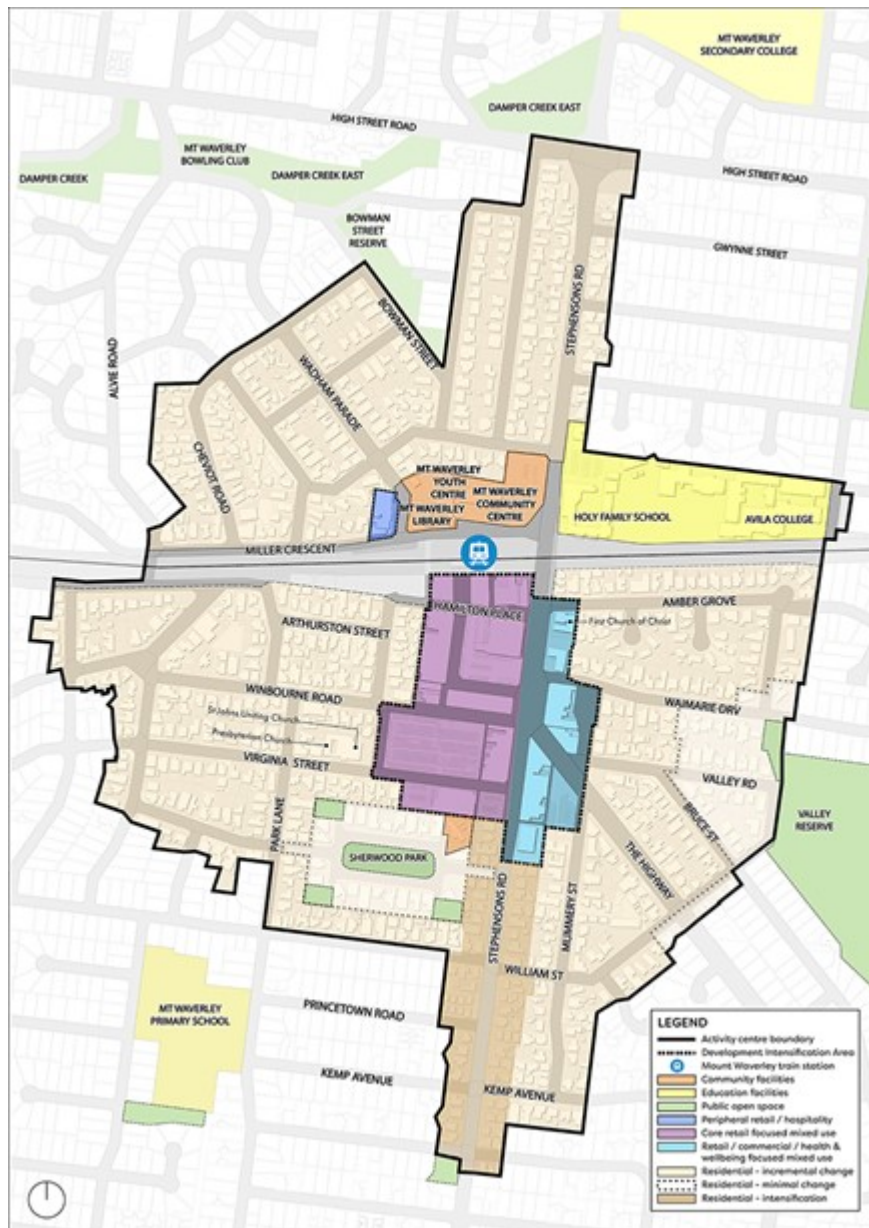 MT WAVERLEY
SECONDARY COLLEGE
DAMPER CREEK EAST
HIGH STREET ROAD
MT WAVERLEY
BOWLING CLUB
DAMPER CREEK
DAMPER CREEK EAST
HIGH STREET ROAD
BOWMAN
STREET
RESERVE
GWYNNE STREET
STEPHENSONS RD
BOWMAN STREET
ALVIE ROAD
WADHAM PARADE
CHEVIOT ROAD
MT WAVERLEY
YOUTH
CENTRE
MT WAVERLEY
COMMUNITY
CENTRE
MT WAVERLEY
LIBRARY
HOLY FAMILY SCHOOL
AVILA COLLEGE
MILLER CRESCENT
HAMILTON PLACE
AMBER GROVE
First Church of Christ
ARTHURSTON STREET
WINBOURNE ROAD
WAIMARIE DRV
St Johns Uniting Church
Presbyterian Church
VIRGINIA STREET
VALLEY RD
BRUCE ST
VALLEY
RESERVE
PARK LANE
THE HIGHWAY
SHERWOOD PARK
STEPHENSONS RD
MUMMERY ST
WILLIAM ST
MT WAVERLEY
PRIMARY SCHOOL
PRINCETOWN ROAD
KEMP AVENUE
KEMP AVENUE
LEGEND
Activity centre boundary
Development Intensification Area
Mount Waverley train station
Community facilities
Education facilities
Public open space
Peripheral retail / hospitality
Core retail focused mixed use
Retail / commercial / health &
wellbeing focused mixed use
Residential - incremental change
Residential - minimal change
Residential - intensification